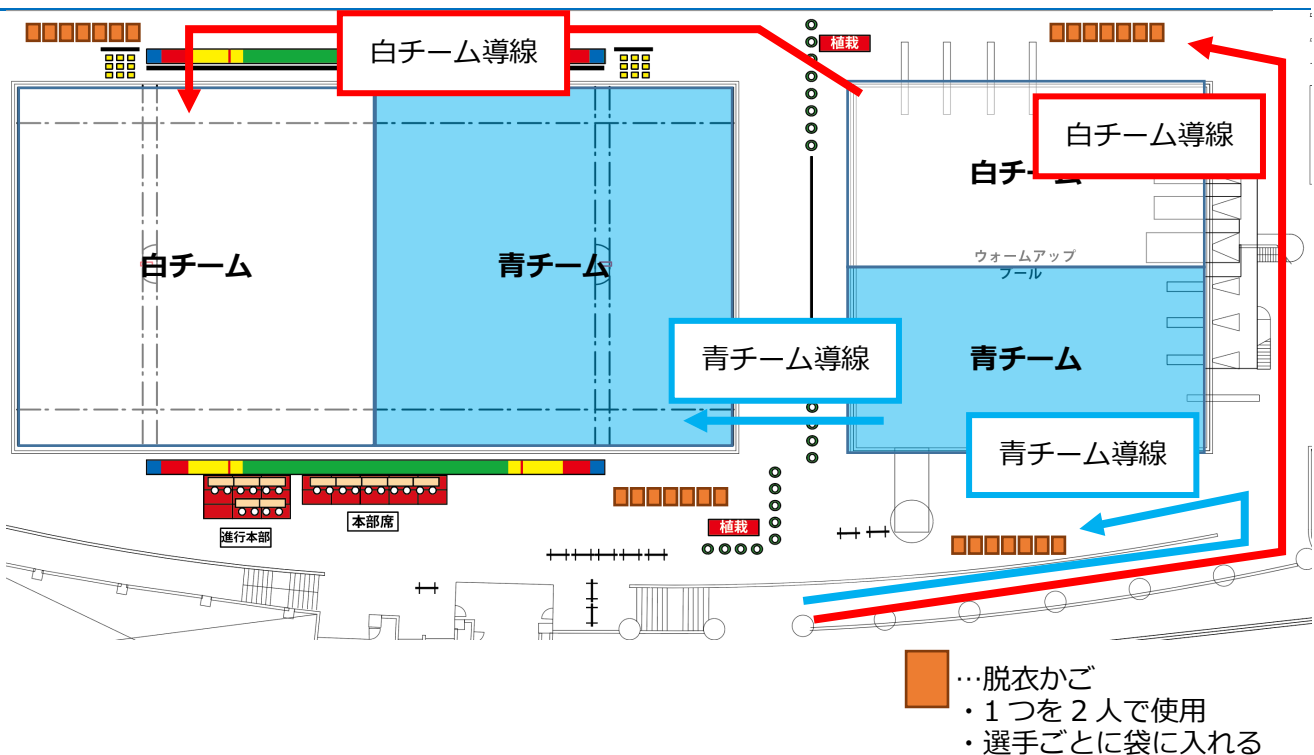 植栽
白チーム導線
白チーム導線
白チーム
ウォームアップ
プール
白チーム
青チーム
青チーム導線
青チーム
青チーム導線
進行本部
本部席
植栽
…脱衣かご
・1つを2人で使用
・選手ごとに袋に入れる